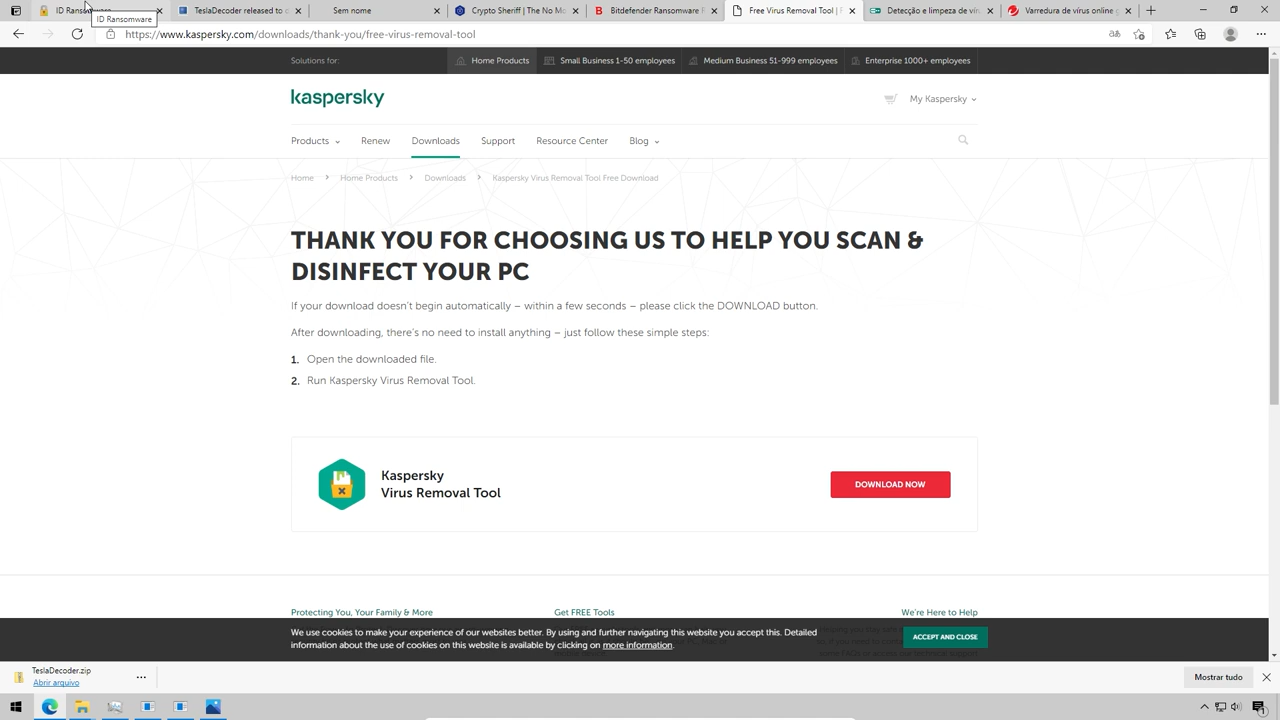 ID Ransomware
TeslaDecoder released to d
Sem nome
Crypto Sheriff | The No Mo
Bitdefender Ransomware R
Free Virus Removal Tool | F
Detecção e limpeza de vír
Varredura de vírus online g
ID Ransomware
https://www.kaspersky.com/downloads/thank-you/free-virus-removal-tool
Solutions for:
Home Products
Small Business 1-50 employees
Medium Business 51-999 employees
Enterprise 1000+ employees
kaspersky
My Kaspersky
Products
Renew
Downloads
Support
Resource Center
Blog
Home
Home Products
Downloads
Kaspersky Virus Removal Tool Free Download
THANK YOU FOR CHOOSING US TO HELP YOU SCAN &
DISINFECT YOUR PC
If your download doesn't begin automatically – within a few seconds – please click the DOWNLOAD button.
After downloading, there's no need to install anything – just follow these simple steps:
1. Open the downloaded file.
2. Run Kaspersky Virus Removal Tool.
Kaspersky
Virus Removal Tool
DOWNLOAD NOW
Protecting You, Your Family & More
Get FREE Tools
We're Here to Help
We use cookies to make your experience of our websites better. By using and further navigating this website you accept this. Detailed
information about the use of cookies on this website is available by clicking on more information.
ACCEPT AND CLOSE
TeslaDecoder.zip
Abrir arquivo
Mostrar tudo